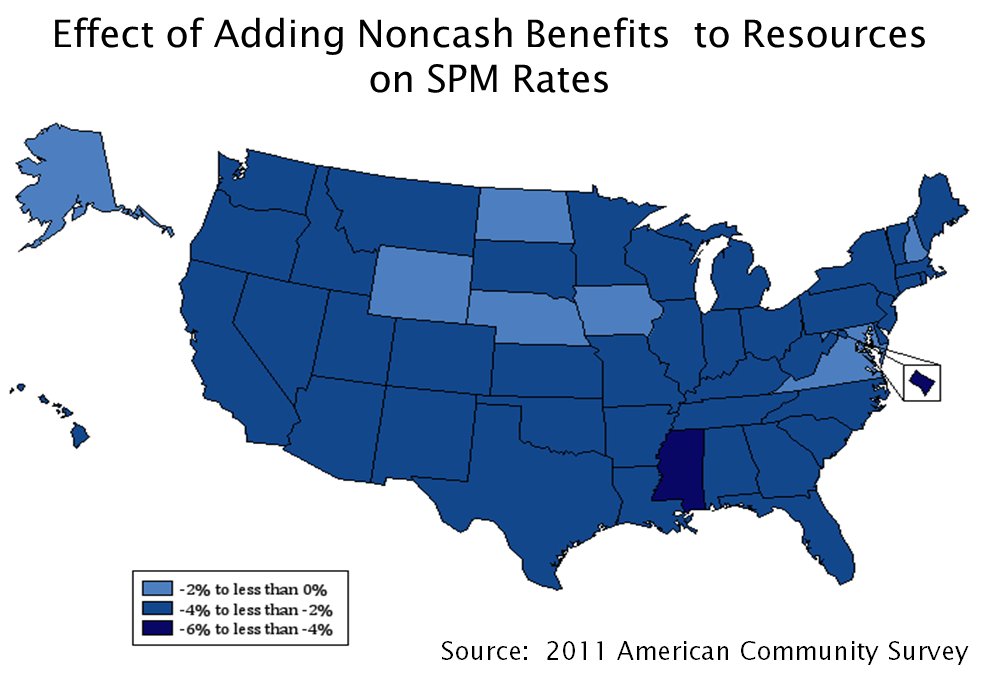 Effect of Adding Noncash Benefits to Resources
on SPM Rates
-2% to less than 0%
-4% to less than -2%
-6% to less than -4%
Source: 2011 American Community Survey